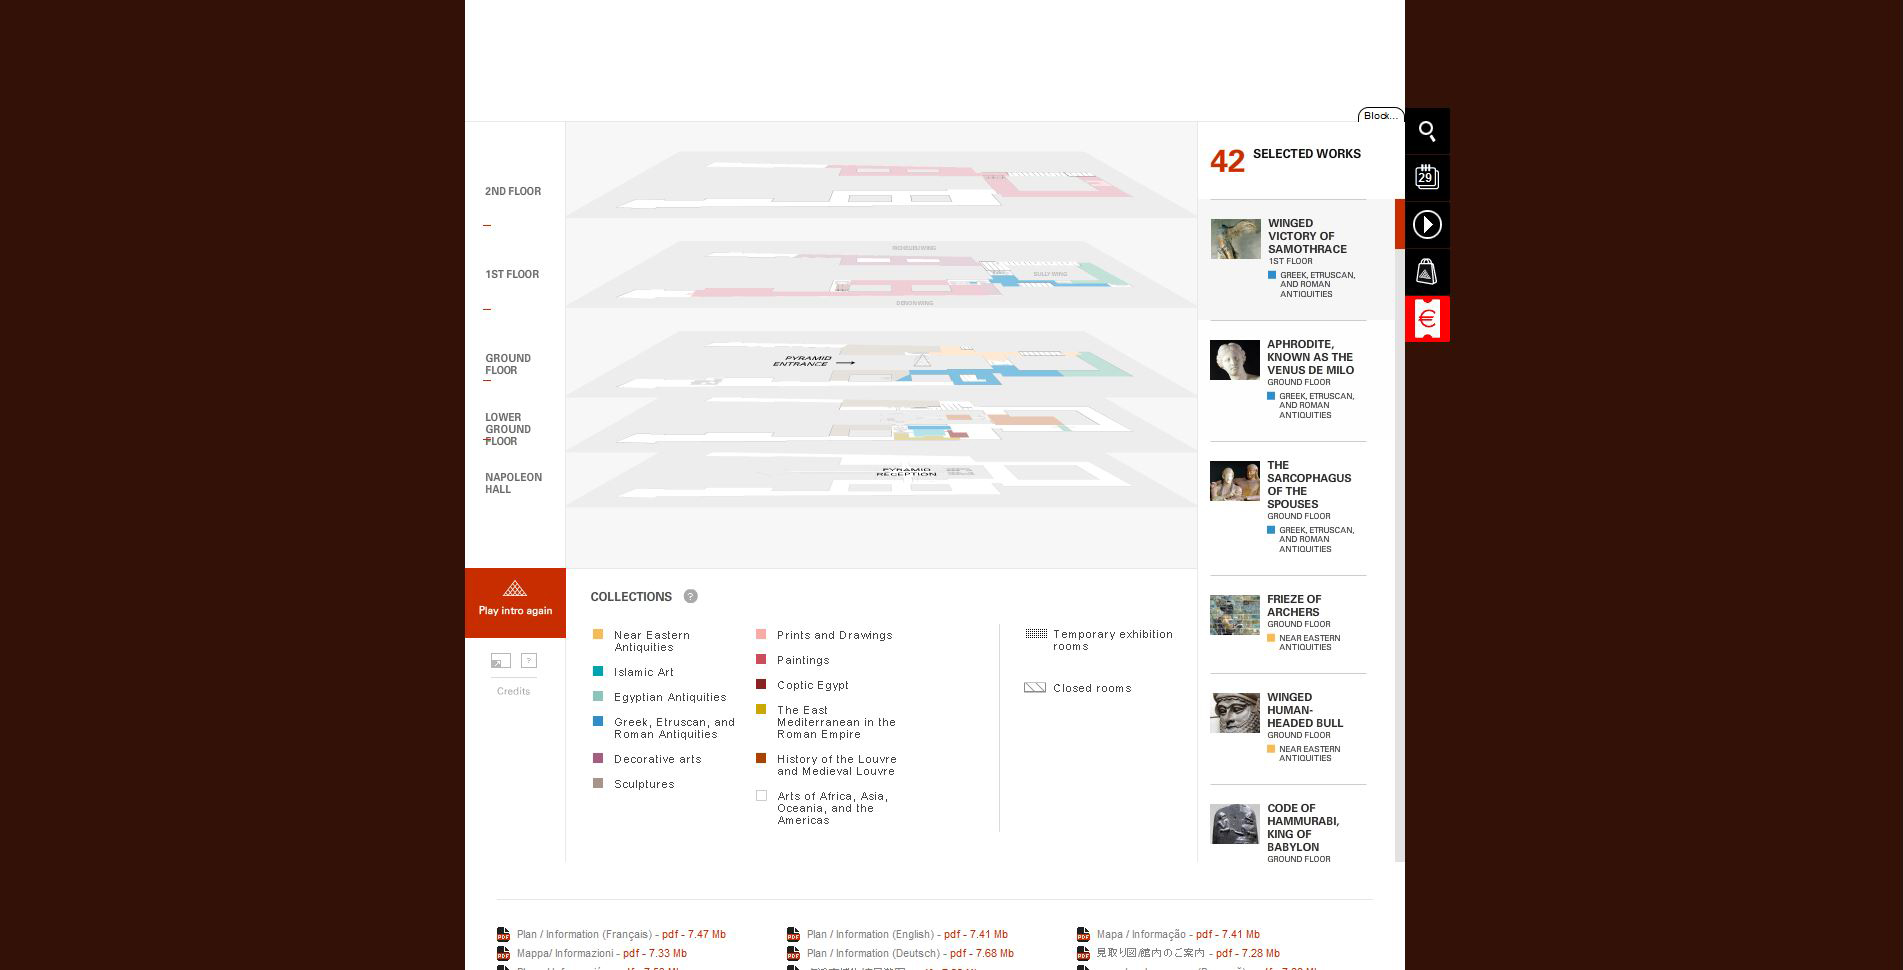 Block...
42 SELECTED WORKS
29
2ND FLOOR
1ST FLOOR
GROUND
FLOOR
LOWER
GROUND
FLOOR
NAPOLEON
HALL
RICHELIEU WING
SULLY WING
DENON WING
PYRAMID
ENTRANCE
PYRAMID
RECEPTION
WINGED
VICTORY OF
SAMOTHRACE
1ST FLOOR
GREEK, ETRUSCAN,
AND ROMAN
ANTIQUITIES
APHRODITE,
KNOWN AS THE
VENUS DE MILO
GROUND FLOOR
GREEK, ETRUSCAN,
AND ROMAN
ANTIQUITIES
THE
SARCOPHAGUS
OF THE
SPOUSES
GROUND FLOOR
GREEK, ETRUSCAN,
AND ROMAN
ANTIQUITIES
FRIEZE OF
ARCHERS
GROUND FLOOR
NEAR EASTERN
ANTIQUITIES
WINGED
HUMAN-
HEADED BULL
GROUND FLOOR
NEAR EASTERN
ANTIQUITIES
CODE OF
HAMMURABI,
KING OF
BABYLON
GROUND FLOOR
Play intro again
?
Credits
COLLECTIONS ?
Near Eastern
Antiquities
Islamic Art
Egyptian Antiquities
Greek, Etruscan, and
Roman Antiquities
Decorative arts
Sculptures
Prints and Drawings
Paintings
Coptic Egypt
The East
Mediterranean in the
Roman Empire
History of the Louvre
and Medieval Louvre
Arts of Africa, Asia,
Oceania, and the
Americas
Temporary exhibition
rooms
Closed rooms
Plan / Information (Français) - pdf - 7.47 Mb
Plan / Information (English) - pdf - 7.41 Mb
Mapa / Informação - pdf - 7.41 Mb
Mappa/ Informazioni - pdf - 7.33 Mb
Plan / Information (Deutsch) - pdf - 7.68 Mb
見取り図/館内のご案内 - pdf - 7.28 Mb